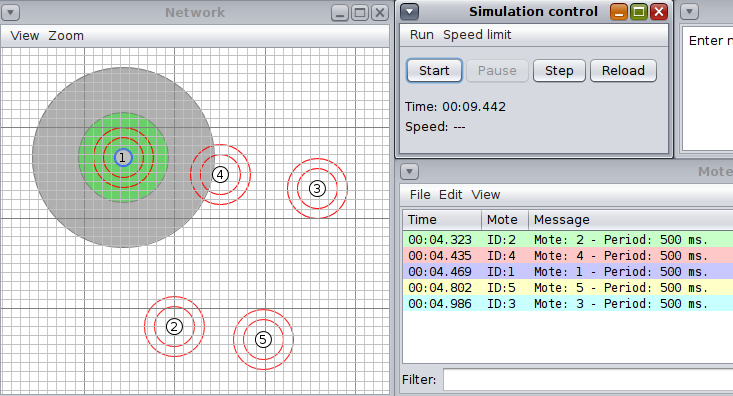 Network
View Zoom
1
4
3
2
5
Simulation control
Run Speed limit
Start Pause Step Reload
Time: 00:09.442
Speed: ---
Enter n
Mote
File Edit View
Time Mote Message
00:04.323 ID:2 Mote: 2 - Period: 500 ms.
00:04.435 ID:4 Mote: 4 - Period: 500 ms.
00:04.469 ID:1 Mote: 1 - Period: 500 ms.
00:04.802 ID:5 Mote: 5 - Period: 500 ms.
00:04.986 ID:3 Mote: 3 - Period: 500 ms.
Filter: